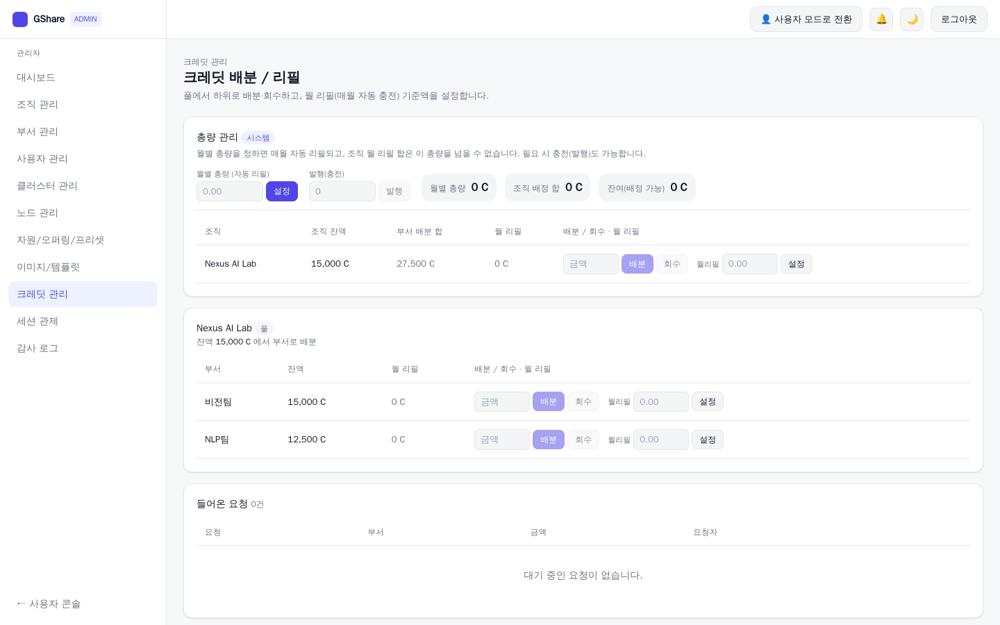 GShare ADMIN
👤 사용자 모드로 전환 🔔 🌙 로그아웃
관리자
대시보드
조직 관리
부서 관리
사용자 관리
클러스터 관리
노드 관리
자원/오퍼링/프리셋
이미지/템플릿
크레딧 관리
세션 관제
감사 로그
← 사용자 콘솔
크레딧 관리
크레딧 배분 / 리필
풀에서 하위로 배분·회수하고, 월 리필(매월 자동 충전) 기준액을 설정합니다.
총량 관리 시스템
월별 총량을 정하면 매월 자동 리필되고, 조직 월 리필 합은 이 총량을 넘을 수 없습니다. 필요 시 충전(발행)도 가능합니다.
월별 총량 (자동 리필) 발행(충전)
0.00 설정 0 발행 월별 총량 0 C 조직 배정 합 0 C 잔여(배정 가능) 0 C
조직 조직 잔액 부서 배분 합 월 리필 배분 / 회수 · 월 리필
Nexus AI Lab 15,000 C 27,500 C 0 C 금액 배분 회수 월리필 0.00 설정
Nexus AI Lab 풀
잔액 15,000 C 에서 부서로 배분
부서 잔액 월 리필 배분 / 회수 · 월 리필
비전팀 15,000 C 0 C 금액 배분 회수 월리필 0.00 설정
NLP팀 12,500 C 0 C 금액 배분 회수 월리필 0.00 설정
들어온 요청 0건
요청 부서 금액 요청자
대기 중인 요청이 없습니다.